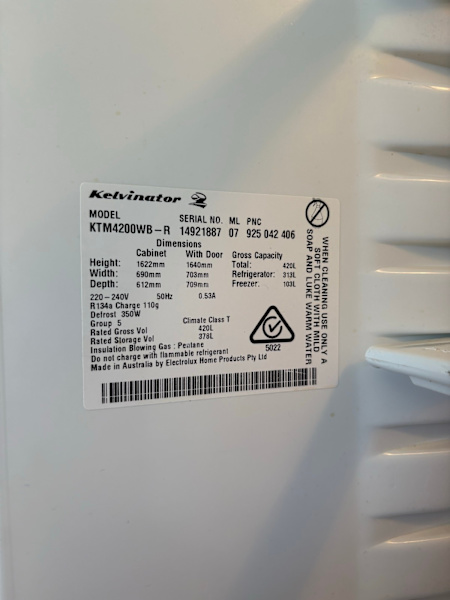 Kelvinator
MODEL SERIAL NO. ML PNC
KTM4200WB-R 14921887 07 925 042 406
Dimensions
Cabinet With Door Gross Capacity
Height: 1622mm 1640mm Total: 420L
Width: 690mm 703mm Refrigerator: 313L
Depth: 612mm 709mm Freezer: 103L
220-240V 50Hz 0.53A
R134a Charge 110g
Defrost 350W
Group 5 Climate Class T
Rated Gross Vol 420L
Rated Storage Vol 378L
Insulation Blowing Gas : Pentane
Do not charge with flammable refrigerant
Made in Australia by Electrolux Home Products Pty Ltd
5022
WHEN CLEANING USE ONLY A
SOFT CLOTH WITH MILD
SOAP AND LUKE WARM WATER